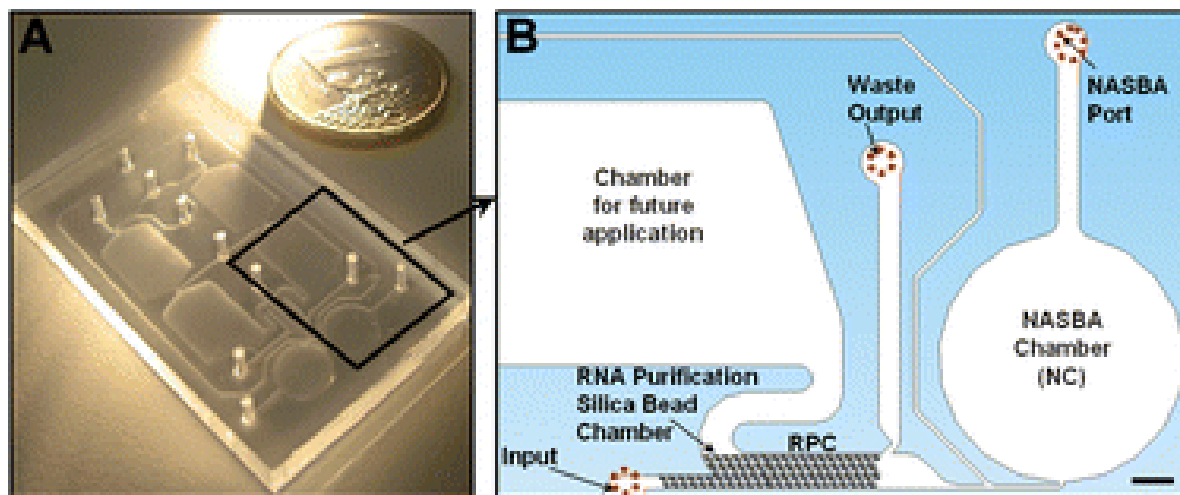 A
B
Waste
Output
NASBA
Port
Chamber
for future
application
NASBA
Chamber
(NC)
RNA Purification
Silica Bead
Chamber
RPC
Input